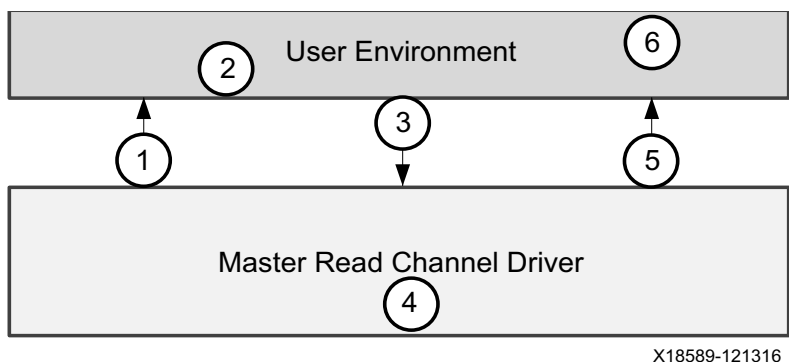 User Environment
6
2
3
1
5
Master Read Channel Driver
4
X18589-121316